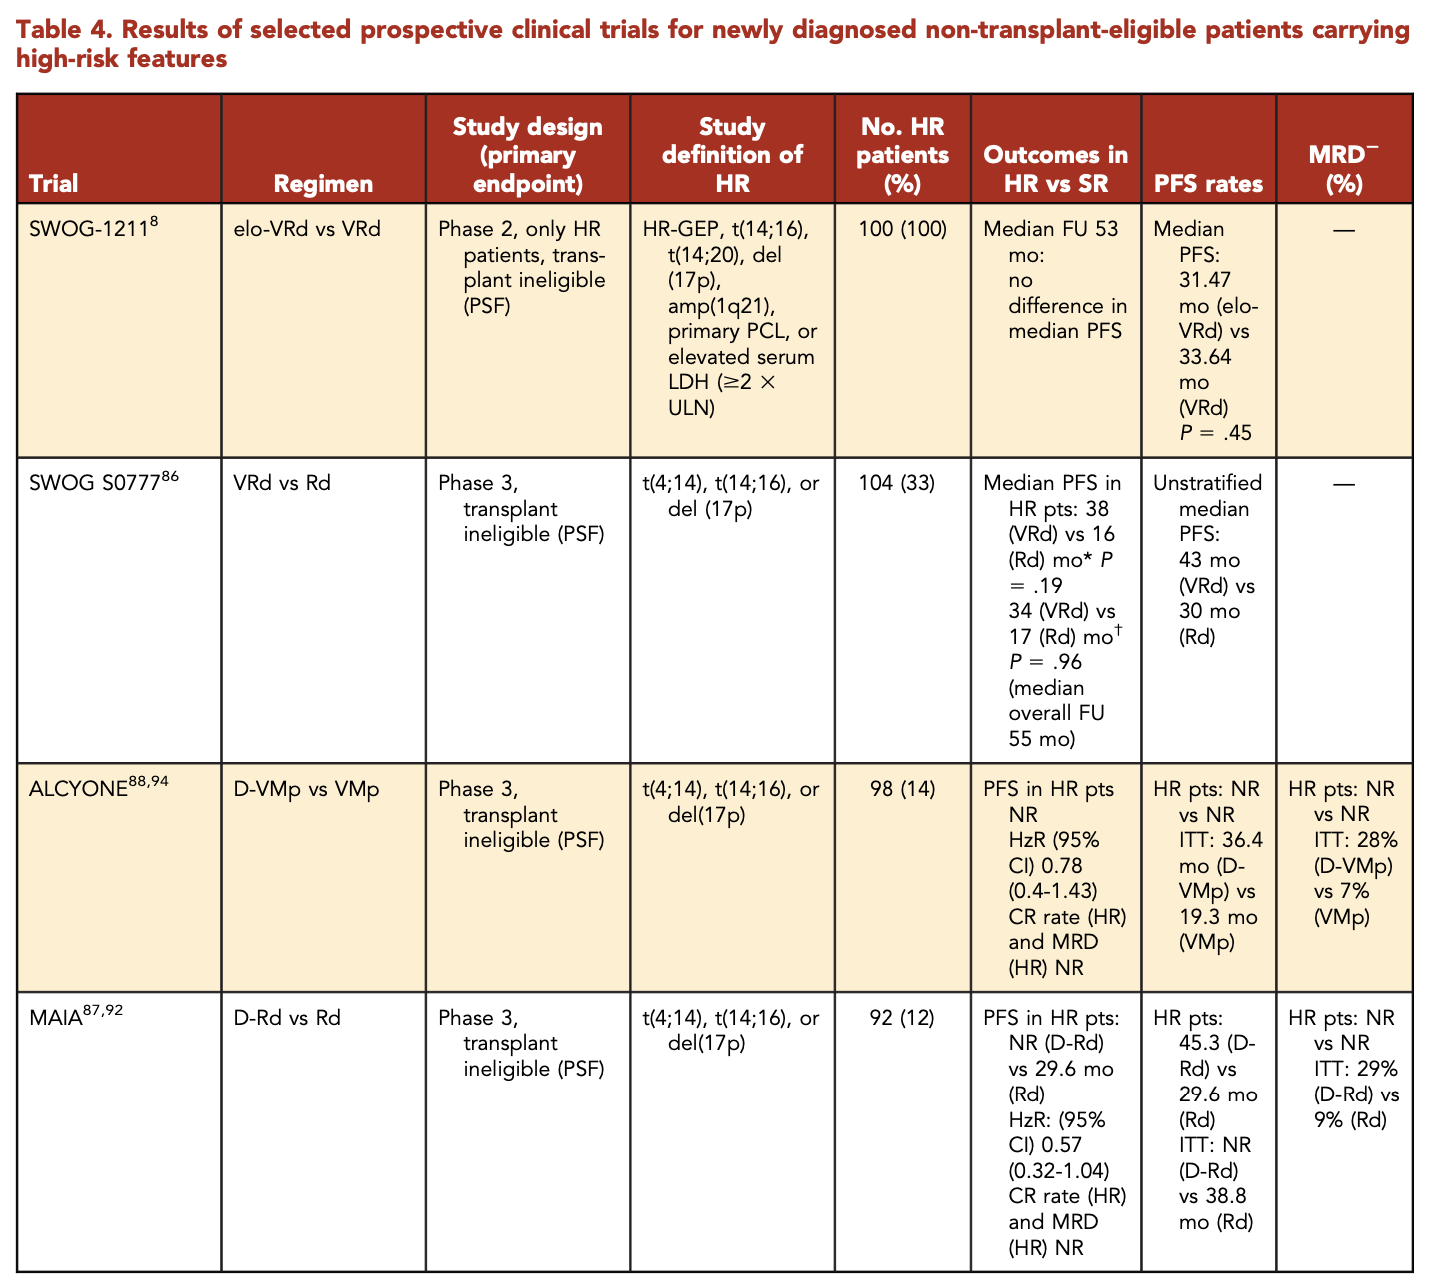 Table 4. Results of selected prospective clinical trials for newly diagnosed non-transplant-eligible patients carrying
high-risk features
Trial
Regimen
Study design
(primary
endpoint)
Study
definition of
HR
No. HR
patients
(%)
Outcomes in
HR vs SR
PFS rates
MRD⁻
(%)
SWOG-1211⁸
elo-VRd vs VRd
Phase 2, only HR
patients, trans-
plant ineligible
(PSF)
HR-GEP, t(14;16),
t(14;20), del
(17p),
amp(1q21),
primary PCL, or
elevated serum
LDH (≥2 ×
ULN)
100 (100)
Median FU 53
mo:
no
difference in
median PFS
Median
PFS:
31.47
mo (elo-
VRd) vs
33.64
mo
(VRd)
P = .45
—
SWOG S0777⁸⁶
VRd vs Rd
Phase 3,
transplant
ineligible (PSF)
t(4;14), t(14;16), or
del (17p)
104 (33)
Median PFS in
HR pts: 38
(VRd) vs 16
(Rd) mo* P
= .19
34 (VRd) vs
17 (Rd) mo†
P = .96
(median
overall FU
55 mo)
Unstratified
median
PFS:
43 mo
(VRd) vs
30 mo
(Rd)
—
ALCYONE⁸⁸,⁹⁴
D-VMp vs VMp
Phase 3,
transplant
ineligible (PSF)
t(4;14), t(14;16), or
del(17p)
98 (14)
PFS in HR pts
NR
HzR (95%
CI) 0.78
(0.4-1.43)
CR rate (HR)
and MRD
(HR) NR
HR pts: NR
vs NR
ITT: 36.4
mo (D-
VMp) vs
19.3 mo
(VMp)
HR pts: NR
vs NR
ITT: 28%
(D-VMp)
vs 7%
(VMp)
MAIA⁸⁷,⁹²
D-Rd vs Rd
Phase 3,
transplant
ineligible (PSF)
t(4;14), t(14;16), or
del(17p)
92 (12)
PFS in HR pts:
NR (D-Rd)
vs 29.6 mo
(Rd)
HzR: (95%
CI) 0.57
(0.32-1.04)
CR rate (HR)
and MRD
(HR) NR
HR pts:
45.3 (D-
Rd) vs
29.6 mo
(Rd)
ITT: NR
(D-Rd)
vs 38.8
mo (Rd)
HR pts: NR
vs NR
ITT: 29%
(D-Rd) vs
9% (Rd)